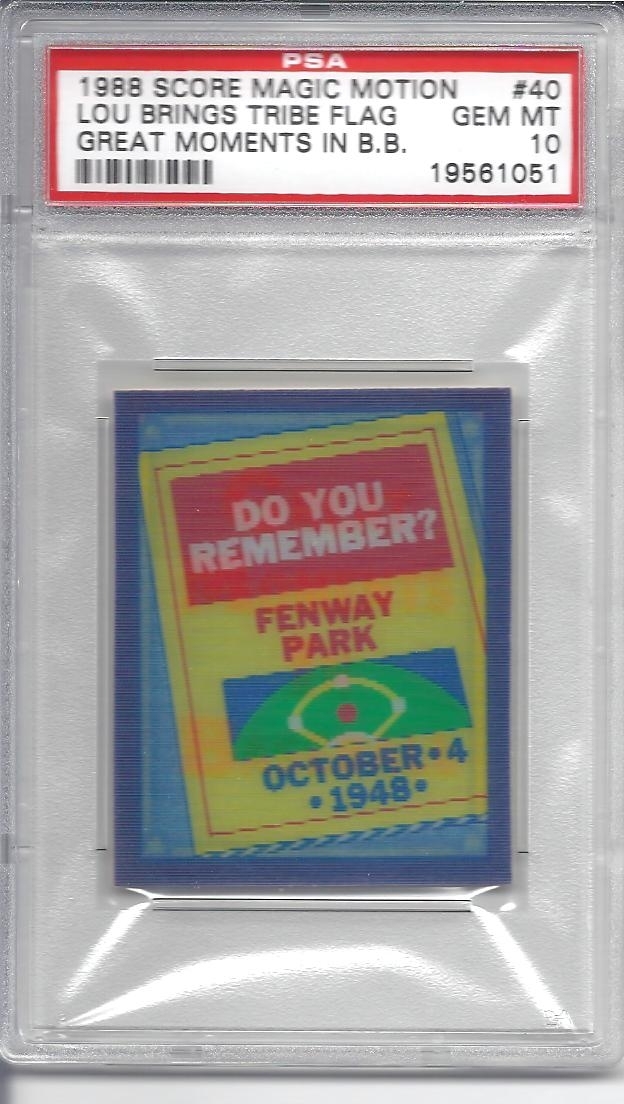 PSA
1988 SCORE MAGIC MOTION #40
LOU BRINGS TRIBE FLAG GEM MT
GREAT MOMENTS IN B.B. 10
19561051
DO YOU
REMEMBER?
FENWAY
PARK
OCTOBER • 4
• 1948 •